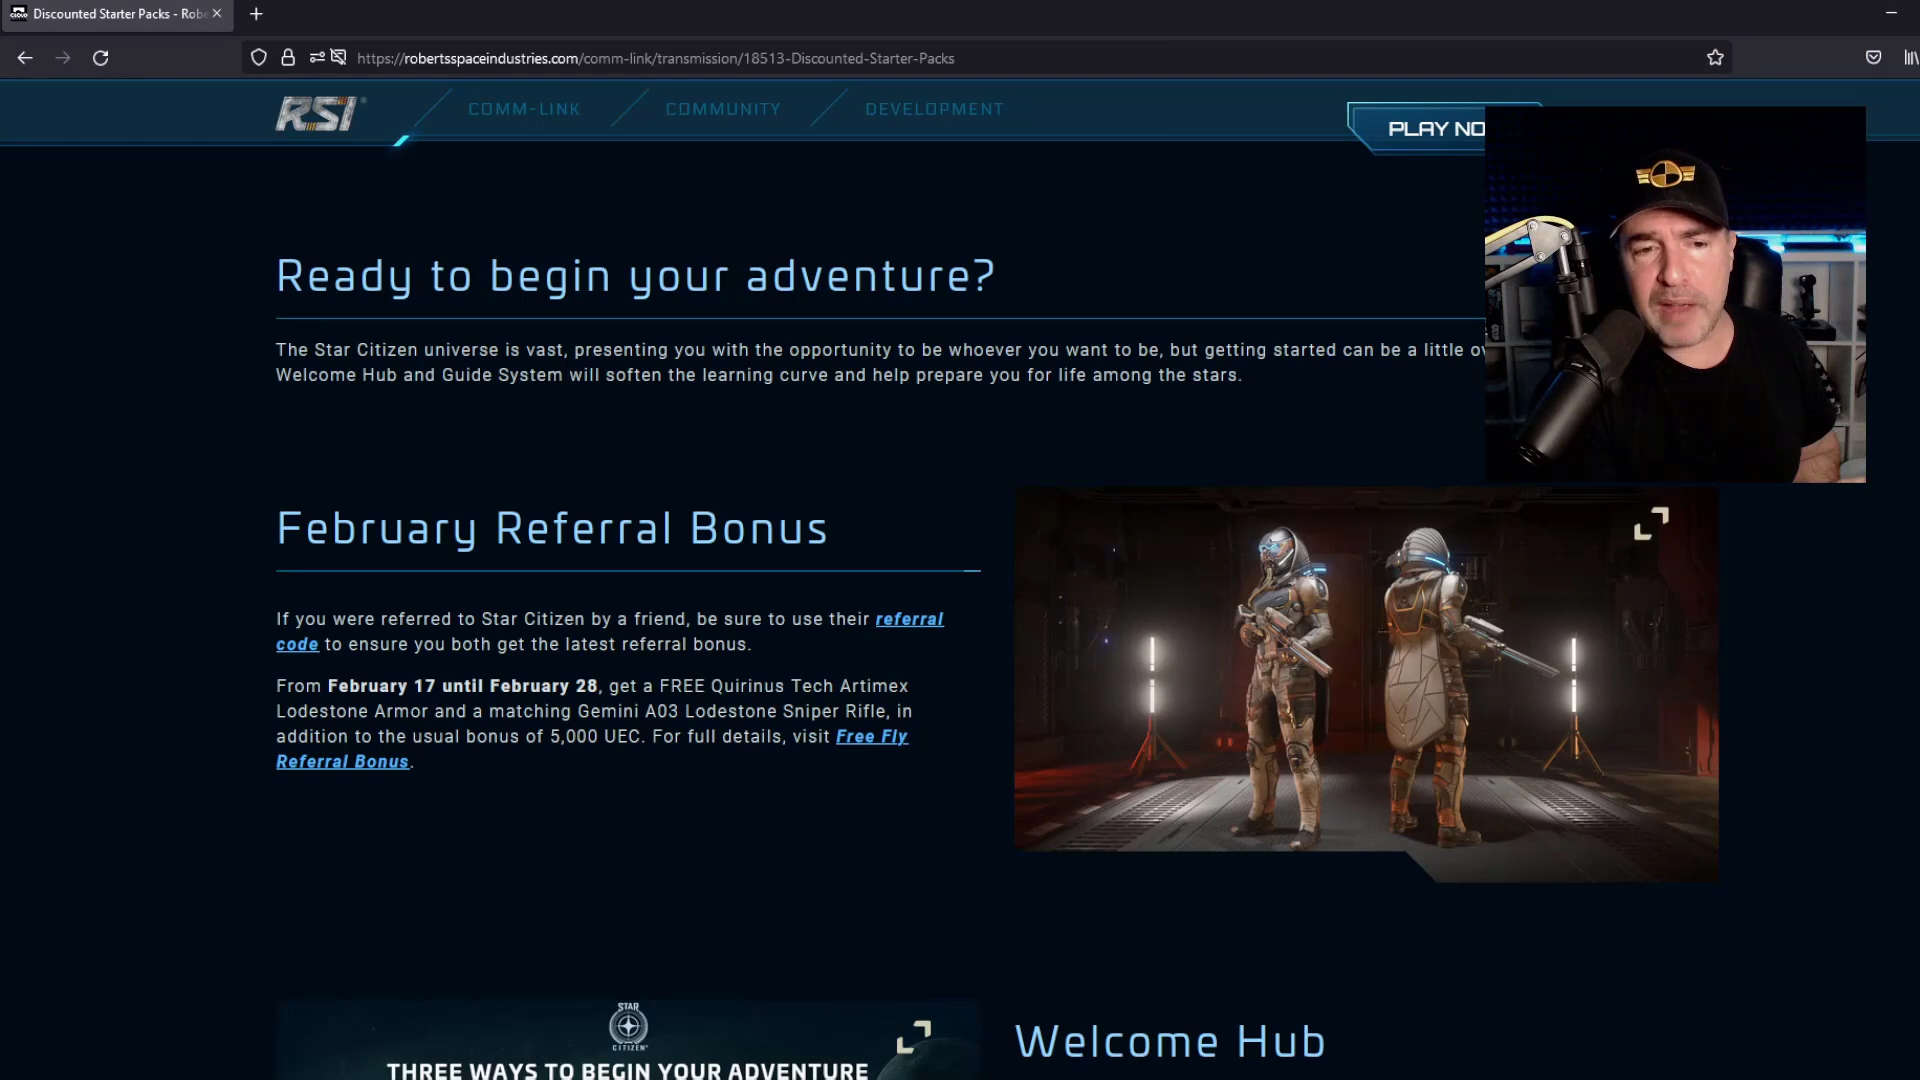 Discounted Starter Packs - Robe
https://robertsspaceindustries.com/comm-link/transmission/18513-Discounted-Starter-Packs
RSI
COMM-LINK
COMMUNITY
DEVELOPMENT
PLAY NO
Ready to begin your adventure?
The Star Citizen universe is vast, presenting you with the opportunity to be whoever you want to be, but getting started can be a little ov
Welcome Hub and Guide System will soften the learning curve and help prepare you for life among the stars.
February Referral Bonus
If you were referred to Star Citizen by a friend, be sure to use their referral
code to ensure you both get the latest referral bonus.
From February 17 until February 28, get a FREE Quirinus Tech Artimex
Lodestone Armor and a matching Gemini A03 Lodestone Sniper Rifle, in
addition to the usual bonus of 5,000 UEC. For full details, visit Free Fly
Referral Bonus.
STAR
CITIZEN
THREE WAYS TO BEGIN YOUR ADVENTURE
Welcome Hub